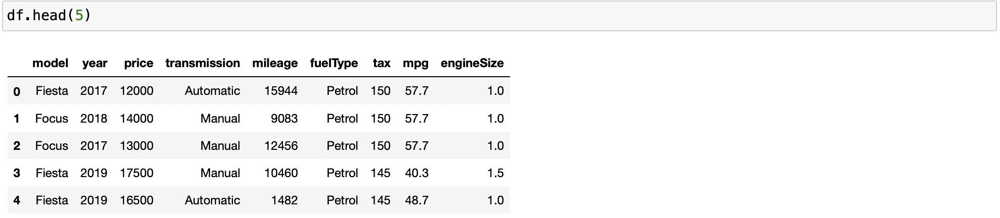 df.head(5)
model year price transmission mileage fuelType tax mpg engineSize
0 Fiesta 2017 12000 Automatic 15944 Petrol 150 57.7 1.0
1 Focus 2018 14000 Manual 9083 Petrol 150 57.7 1.0
2 Focus 2017 13000 Manual 12456 Petrol 150 57.7 1.0
3 Fiesta 2019 17500 Manual 10460 Petrol 145 40.3 1.5
4 Fiesta 2019 16500 Automatic 1482 Petrol 145 48.7 1.0